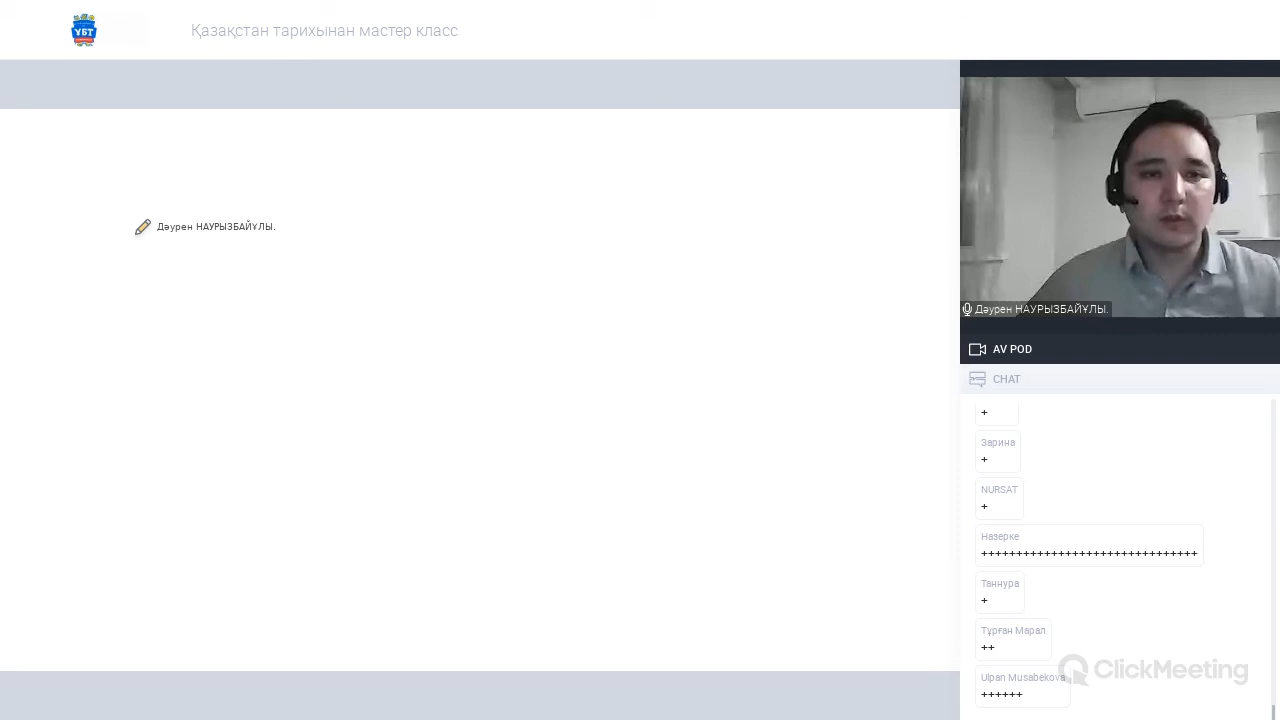 ҰБТ
Қазақстан тарихынан мастер класс
Дәурен НАУРЫЗБАЙҰЛЫ.
Дәурен НАУРЫЗБАЙҰЛЫ.
AV POD
CHAT
+
Зарина
+
NURSAT
+
Назерке
+++++++++++++++++++++++++++++++
Таннура
+
Тұрған Марал
++
Ulpan Musabekova
++++++
ClickMeeting